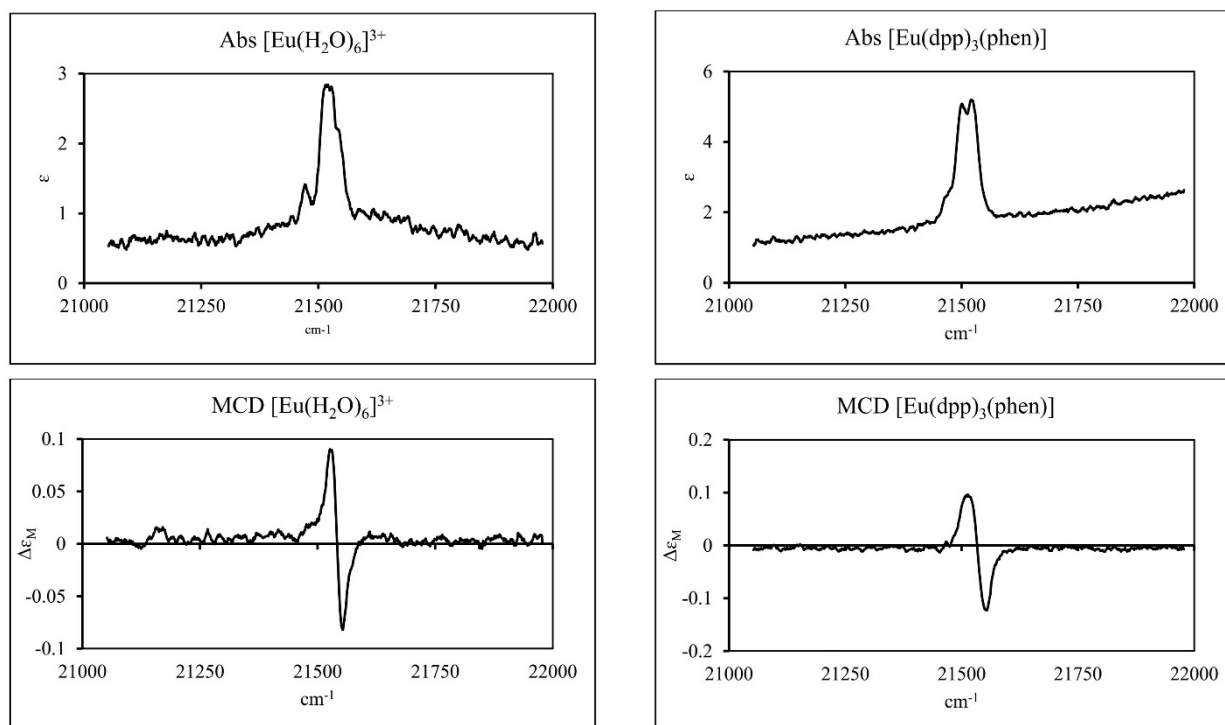 Abs [Eu(H₂O)₆]³⁺
3
2
1
0
ε
21000 21250 21500 21750 22000
cm-1
Abs [Eu(dpp)₃(phen)]
6
4
2
0
ε
21000 21250 21500 21750 22000
cm⁻¹
MCD [Eu(H₂O)₆]³⁺
0.1
0.05
0
-0.05
-0.1
Δε_M
21000 21250 21500 21750 22000
cm⁻¹
MCD [Eu(dpp)₃(phen)]
0.2
0.1
0
-0.1
-0.2
Δε_M
21000 21250 21500 21750 22000
cm⁻¹